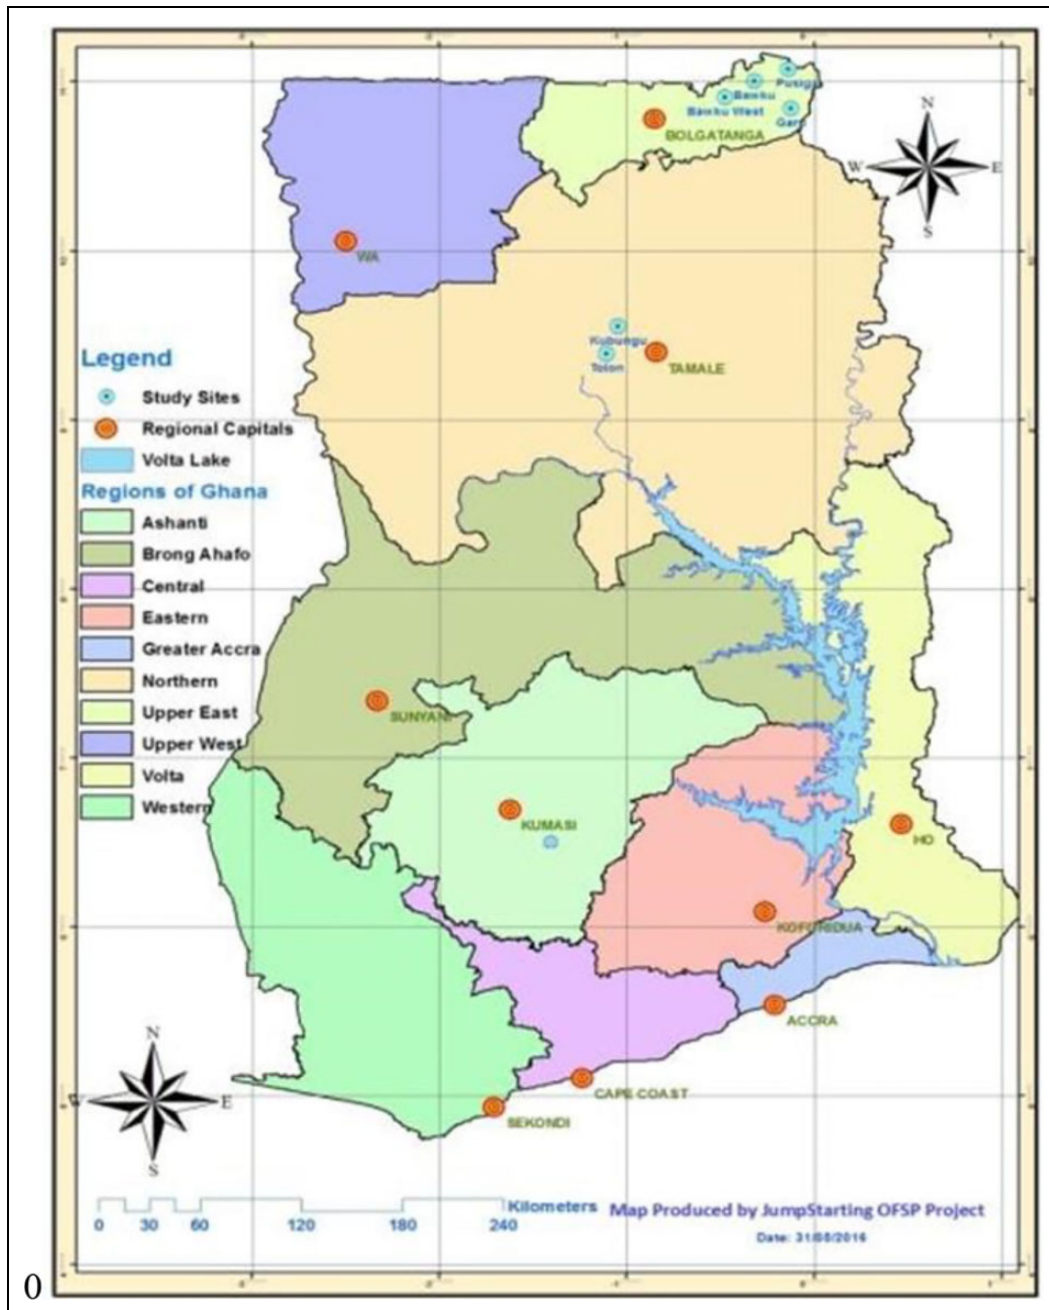 Pusiga
Bawku
Bawku West
Garu
BOLGATANGA
N
W E
S
WA
Kubungu
Tolon
TAMALE
Legend
Study Sites
Regional Capitals
Volta Lake
Regions of Ghana
Ashanti
Brong Ahafo
Central
Eastern
Greater Accra
Northern
Upper East
Upper West
Volta
Western
SUNYANI
KUMASI
HO
KOFORIDUA
ACCRA
CAPE COAST
SEKONDI
N
W E
S
Kilometers
0 30 60 120 180 240
Map Produced by JumpStarting OFSP Project
Date: 31/05/2016
0